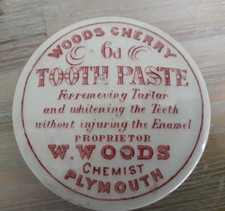 WOODS CHERRY
6d
TOOTH PASTE
For removing Tartar
and whitening the Teeth
without injuring the Enamel
PROPRIETOR
W. WOODS
CHEMIST
PLYMOUTH